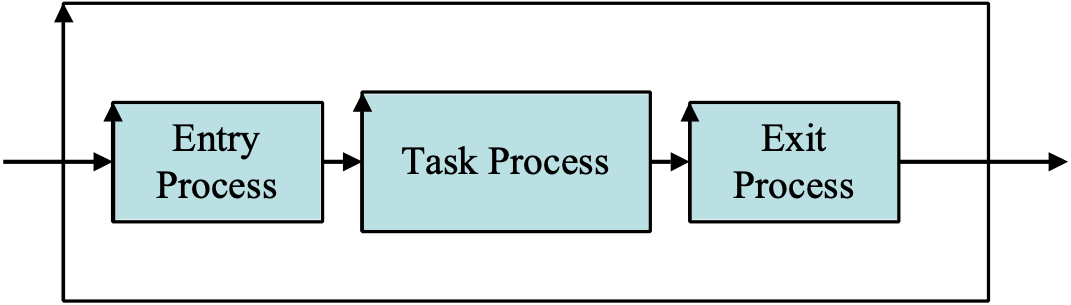 Entry
Process
Task Process
Exit
Process